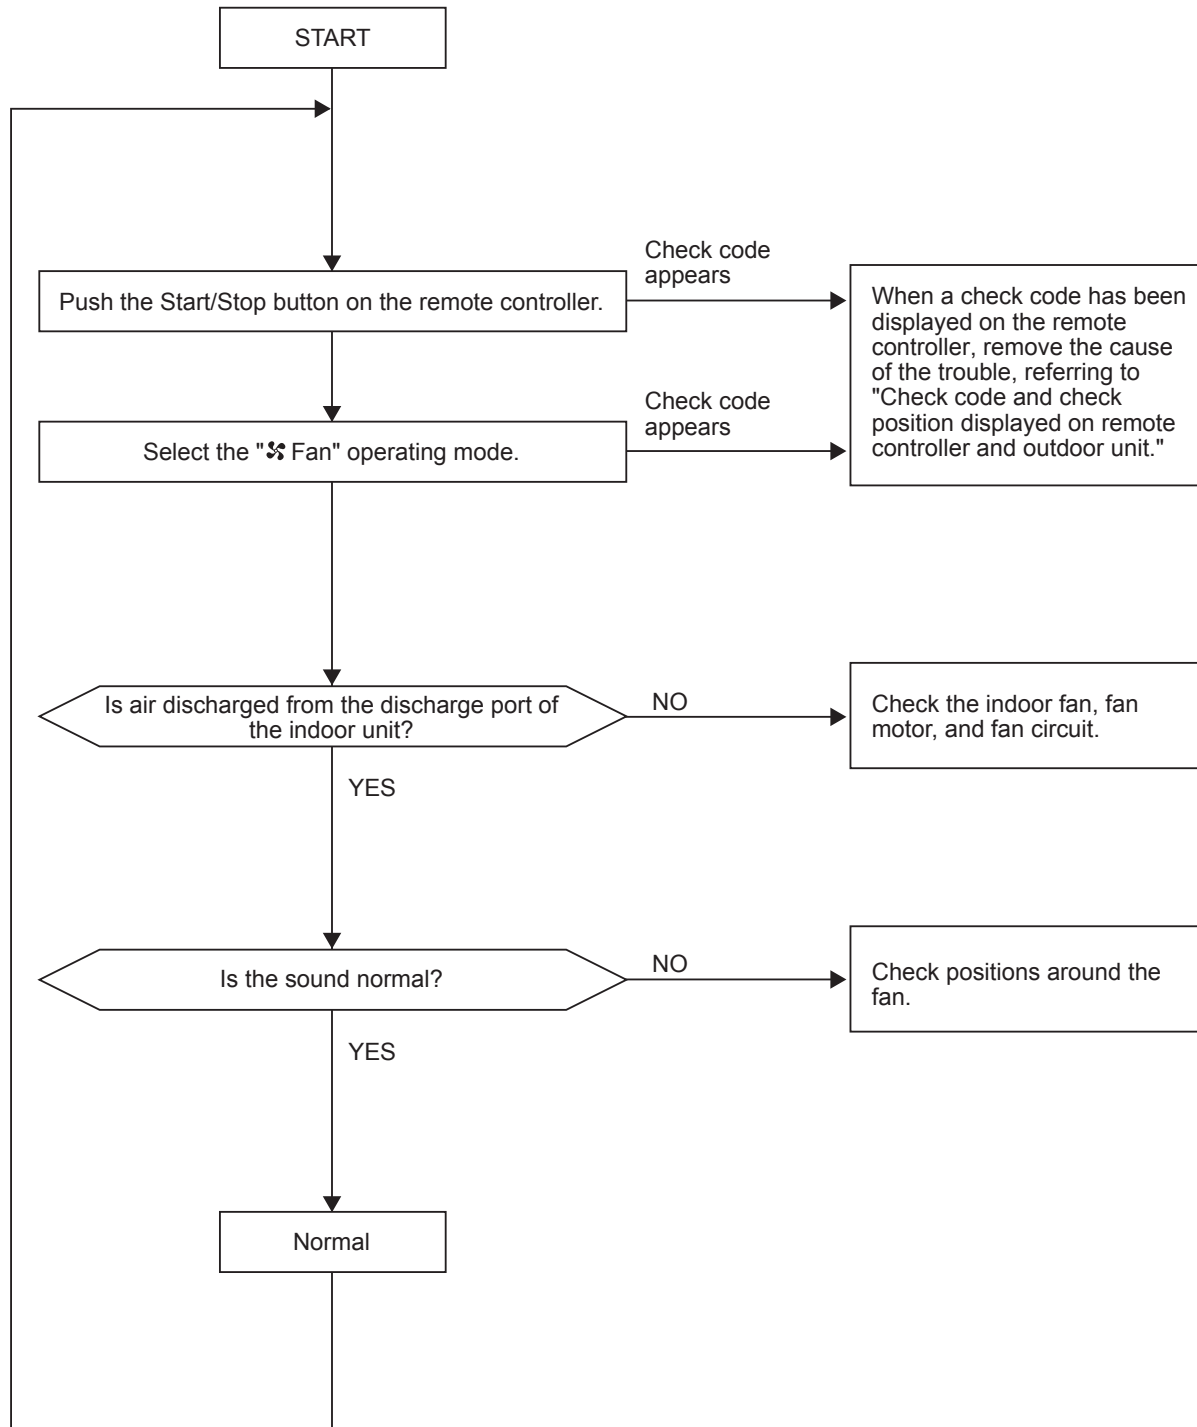 START
Check code
appears
Push the Start/Stop button on the remote controller.
When a check code has been
displayed on the remote
controller, remove the cause
of the trouble, referring to
"Check code and check
position displayed on remote
controller and outdoor unit."
Check code
appears
Select the " Fan" operating mode.
Is air discharged from the discharge port of
the indoor unit?
NO
Check the indoor fan, fan
motor, and fan circuit.
YES
Is the sound normal?
NO
Check positions around the
fan.
YES
Normal